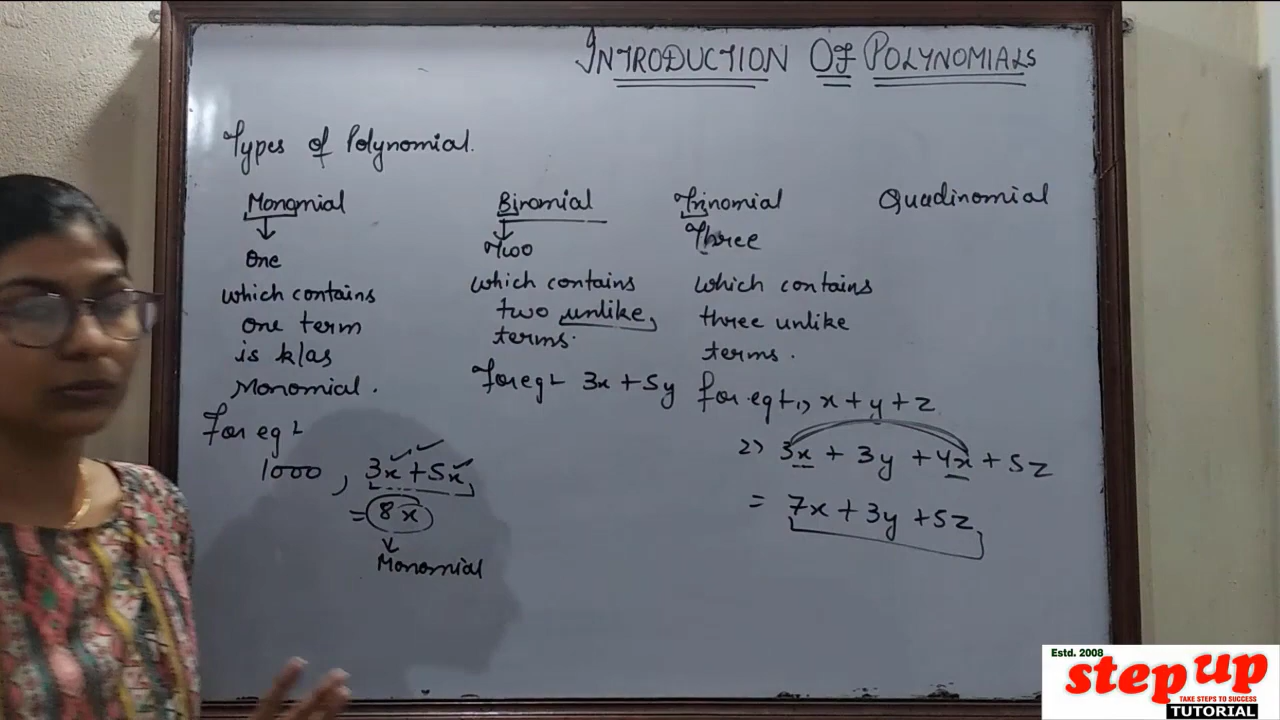 INTRODUCTION OF POLYNOMIALS
Types of Polynomial.
Monomial
One
which contains
one term
is k/as
Monomial.
For eg:-
1000, 3x + 5x
= 8x
Monomial
Binomial
Two
which contains
two unlike
terms.
For eg:- 3x + 5y
Trinomial
Three
which contains
three unlike
terms.
for eg:- 1) x + y + z
2) 3x + 3y + 4x + 5z
= 7x + 3y + 5z
Quadinomial
Estd. 2008
step up
TAKE STEPS TO SUCCESS
TUTORIAL